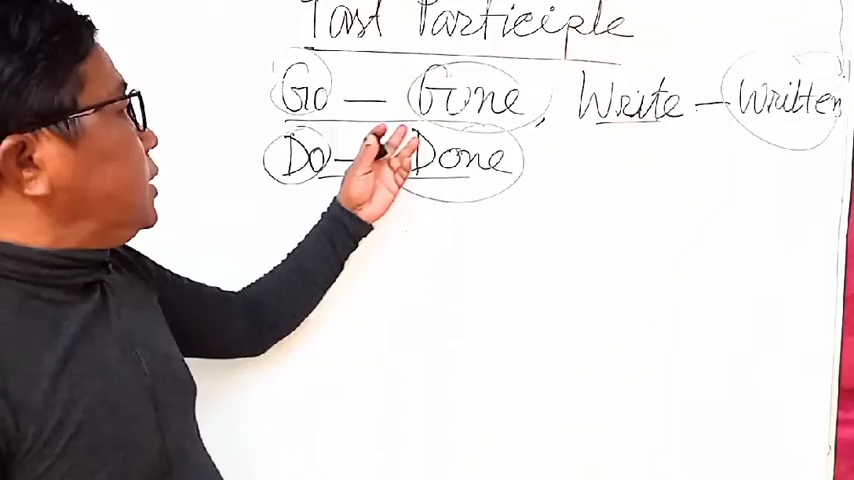 Past Participle
Go — Gone, Write — Written
Do — Done